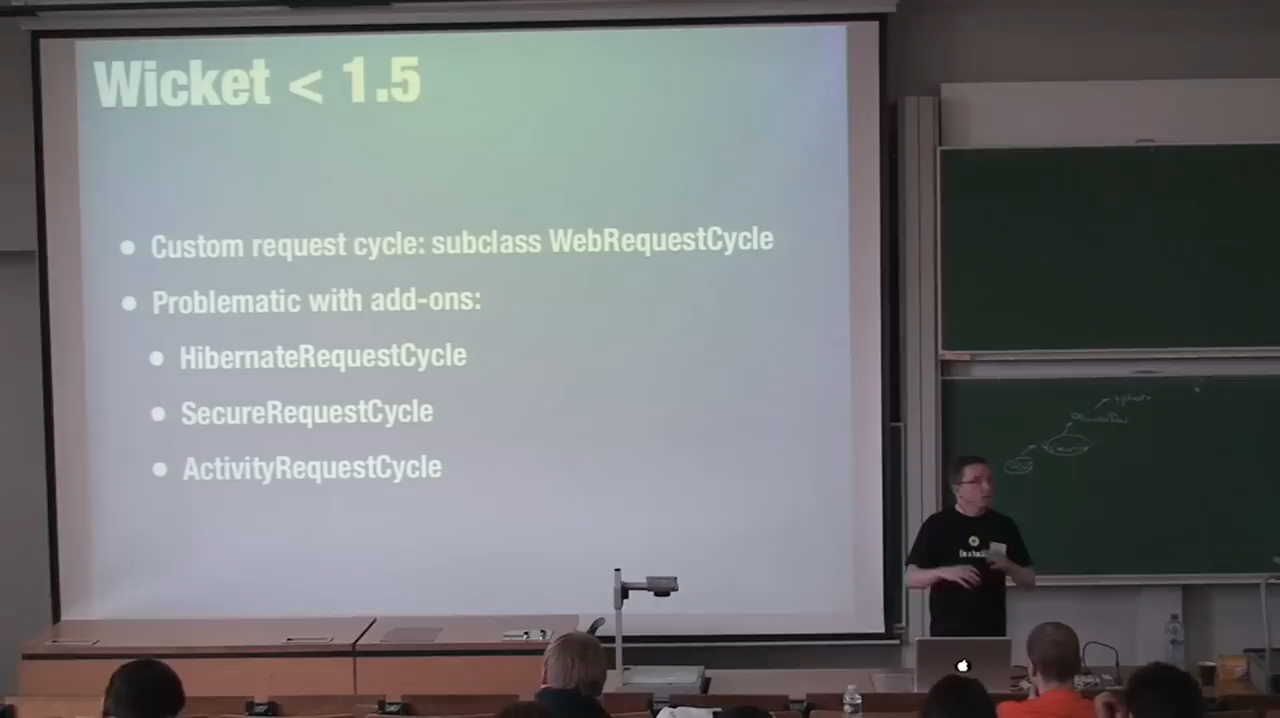 Wicket < 1.5
• Custom request cycle: subclass WebRequestCycle
• Problematic with add-ons:
• HibernateRequestCycle
• SecureRequestCycle
• ActivityRequestCycle